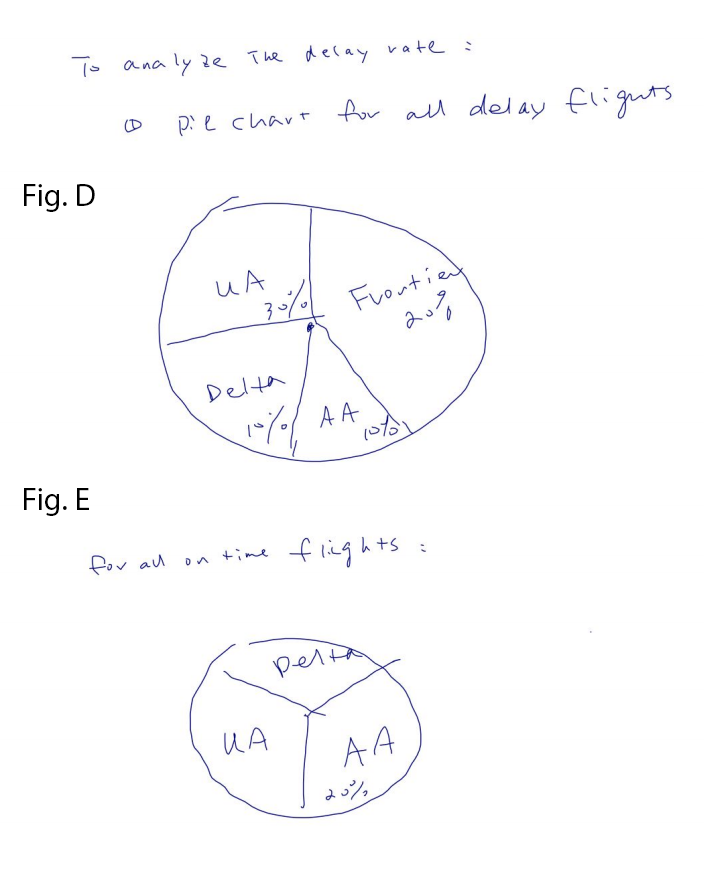 To analyze The delay rate :
① pie chart for all delay flights
Fig. D
UA
30%
Frontier
20%
Delta
10%
AA
10%
Fig. E
for all on time flights :
Delta
UA
AA
20%